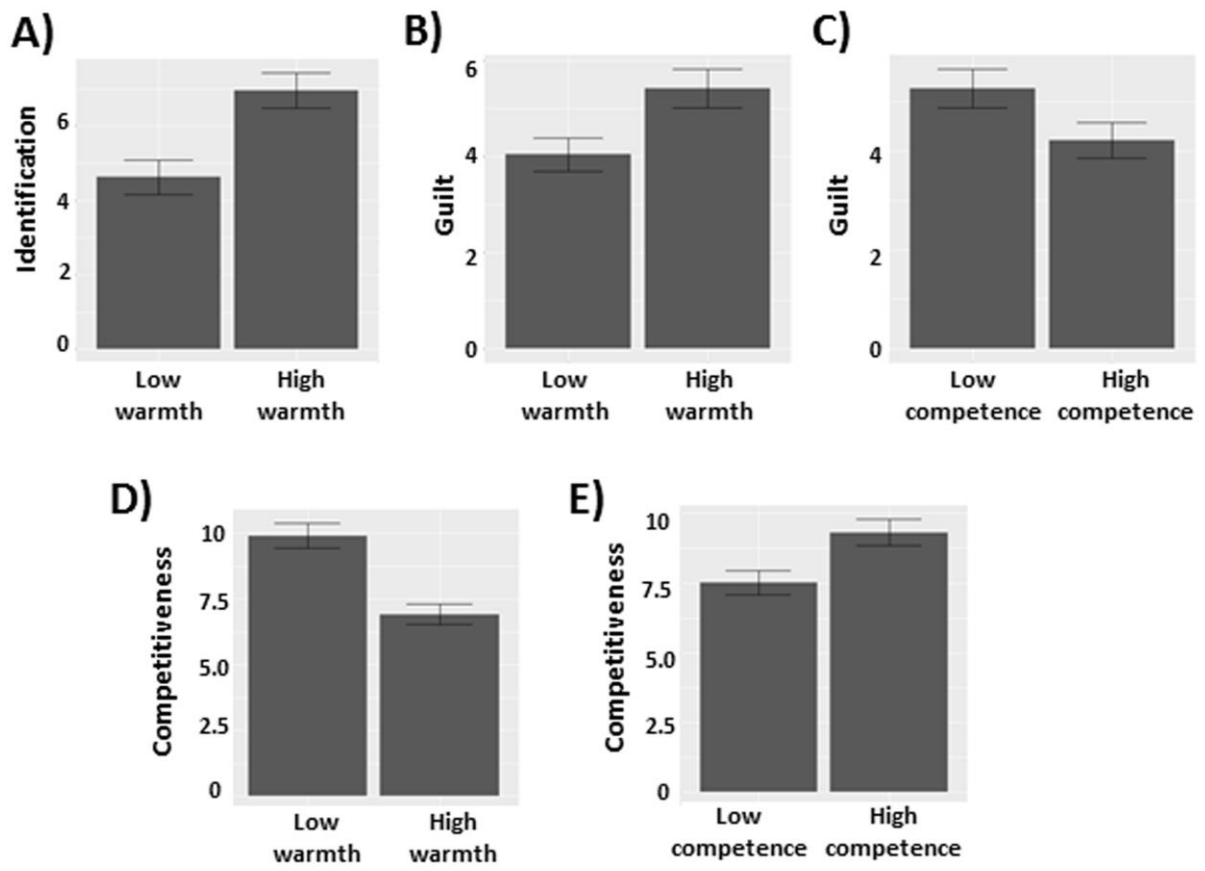 A)
Identification
6
4
2
0
Low
warmth
High
warmth
B)
Guilt
6
4
2
0
Low
warmth
High
warmth
C)
Guilt
4
2
0
Low
competence
High
competence
D)
Competitiveness
10
7.5
5.0
2.5
0
Low
warmth
High
warmth
E)
Competitiveness
10
7.5
5.0
2.5
0
Low
competence
High
competence